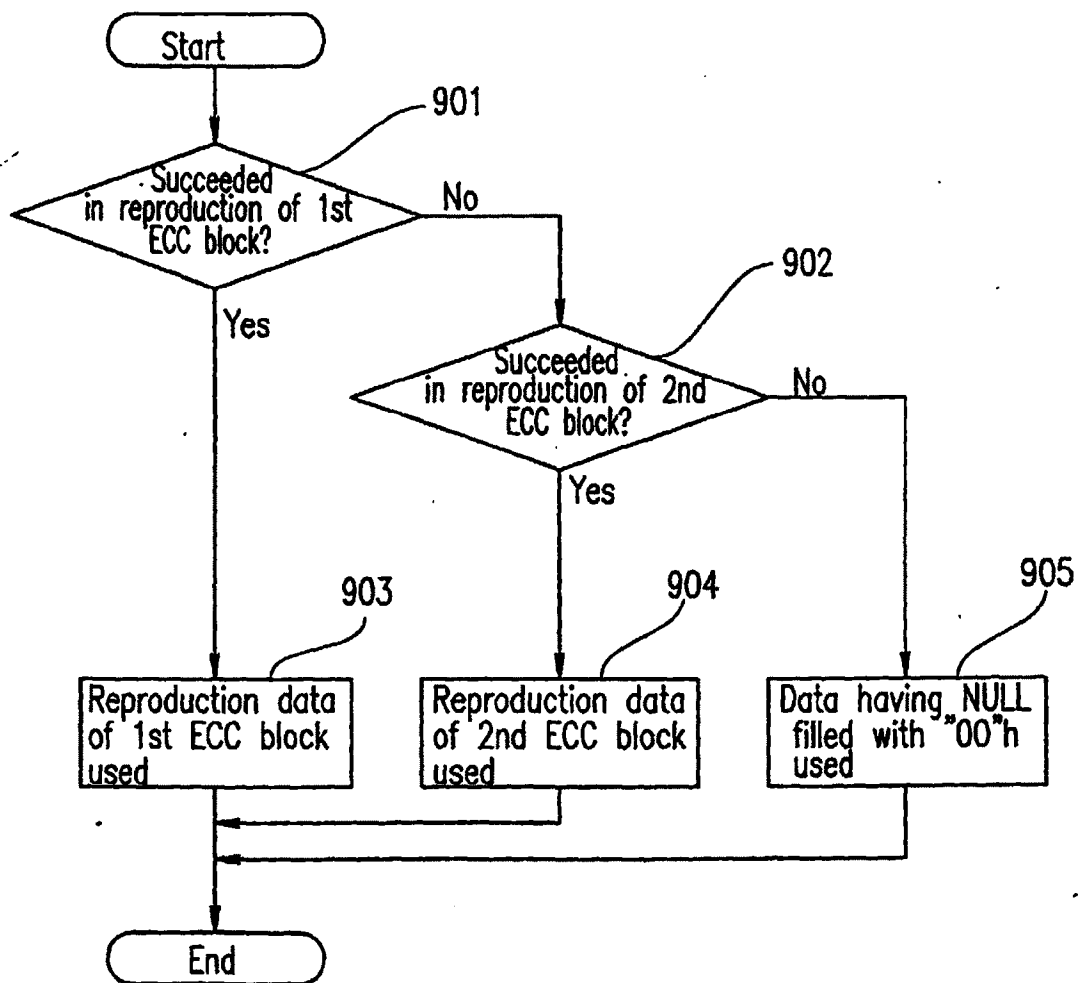 Start
901
Succeeded
in reproduction of 1st
ECC block?
No
Yes
902
Succeeded
in reproduction of 2nd
ECC block?
No
Yes
903
904
905
Reproduction data
of 1st ECC block
used
Reproduction data
of 2nd ECC block
used
Data having NULL
filled with "00"h
used
End